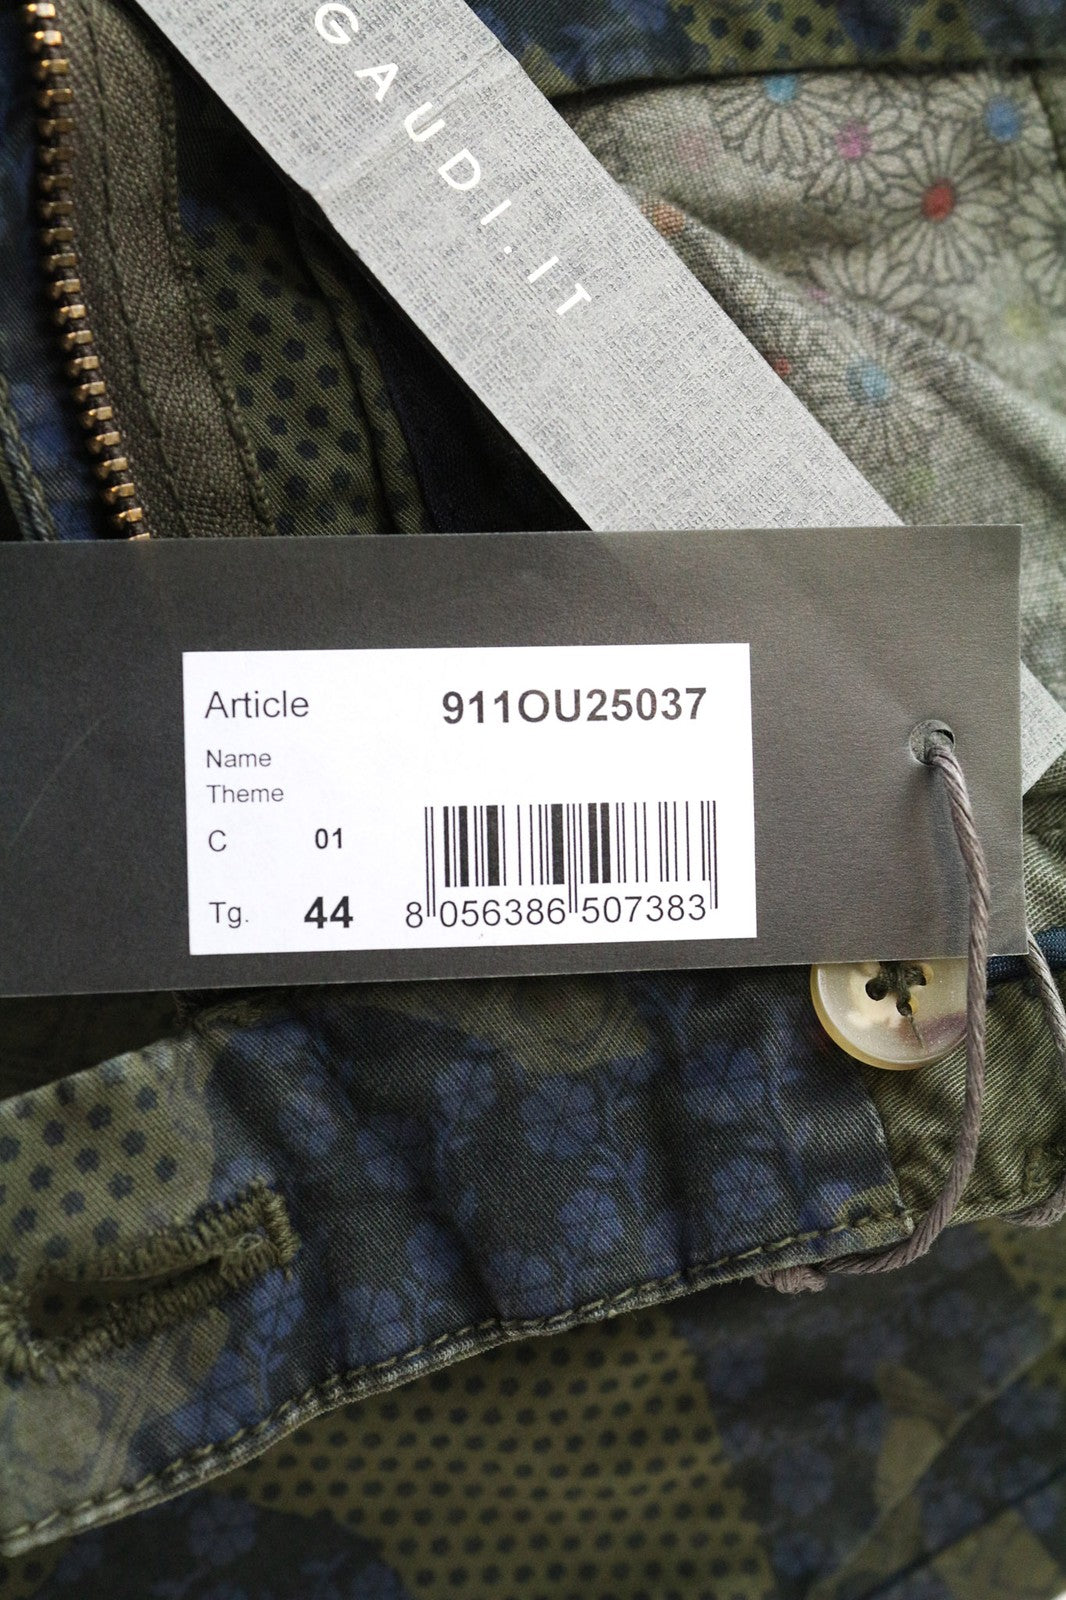 GAUDI.IT
Article 911OU25037
Name
Theme
C 01
Tg. 44
8 056386 507383